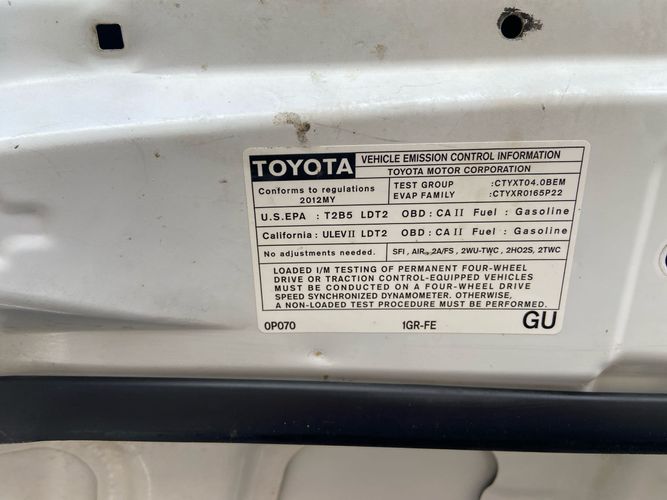 TOYOTA VEHICLE EMISSION CONTROL INFORMATION
TOYOTA MOTOR CORPORATION
Conforms to regulations
2012MY
TEST GROUP :CTYXT04.0BEM
EVAP FAMILY :CTYXR0165P22
U.S.EPA : T2B5 LDT2 OBD : CA II Fuel : Gasoline
California : ULEV II LDT2 OBD : CA II Fuel : Gasoline
No adjustments needed. SFI , AIR , 2A/FS , 2WU-TWC , 2HO2S , 2TWC
LOADED I/M TESTING OF PERMANENT FOUR-WHEEL
DRIVE OR TRACTION CONTROL-EQUIPPED VEHICLES
MUST BE CONDUCTED ON A FOUR-WHEEL DRIVE
SPEED SYNCHRONIZED DYNAMOMETER. OTHERWISE,
A NON-LOADED TEST PROCEDURE MUST BE PERFORMED.
0P070 1GR-FE GU